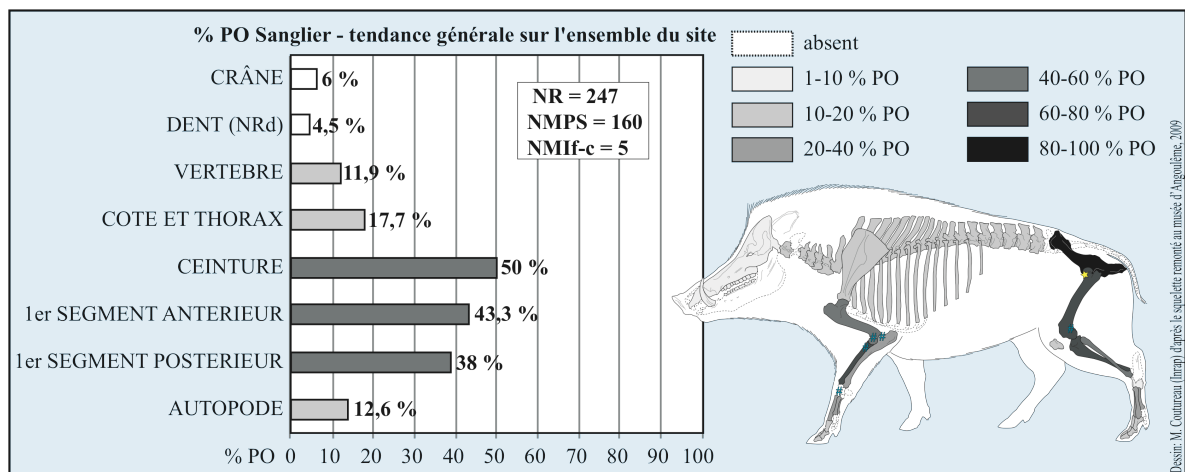 % PO Sanglier - tendance générale sur l'ensemble du site
CRÂNE 6 %
DENT (NRd) 4,5 %
VERTEBRE 11,9 %
COTE ET THORAX 17,7 %
CEINTURE 50 %
1er SEGMENT ANTERIEUR 43,3 %
1er SEGMENT POSTERIEUR 38 %
AUTOPODE 12,6 %
% PO 0 10 20 30 40 50 60 70 80 90 100
NR = 247
NMPS = 160
NMIf-c = 5
absent
1-10 % PO
10-20 % PO
20-40 % PO
40-60 % PO
60-80 % PO
80-100 % PO
Dessin: M. Coutureau (Inrap) d'après le squelette remonté au musée d'Angoulême, 2009